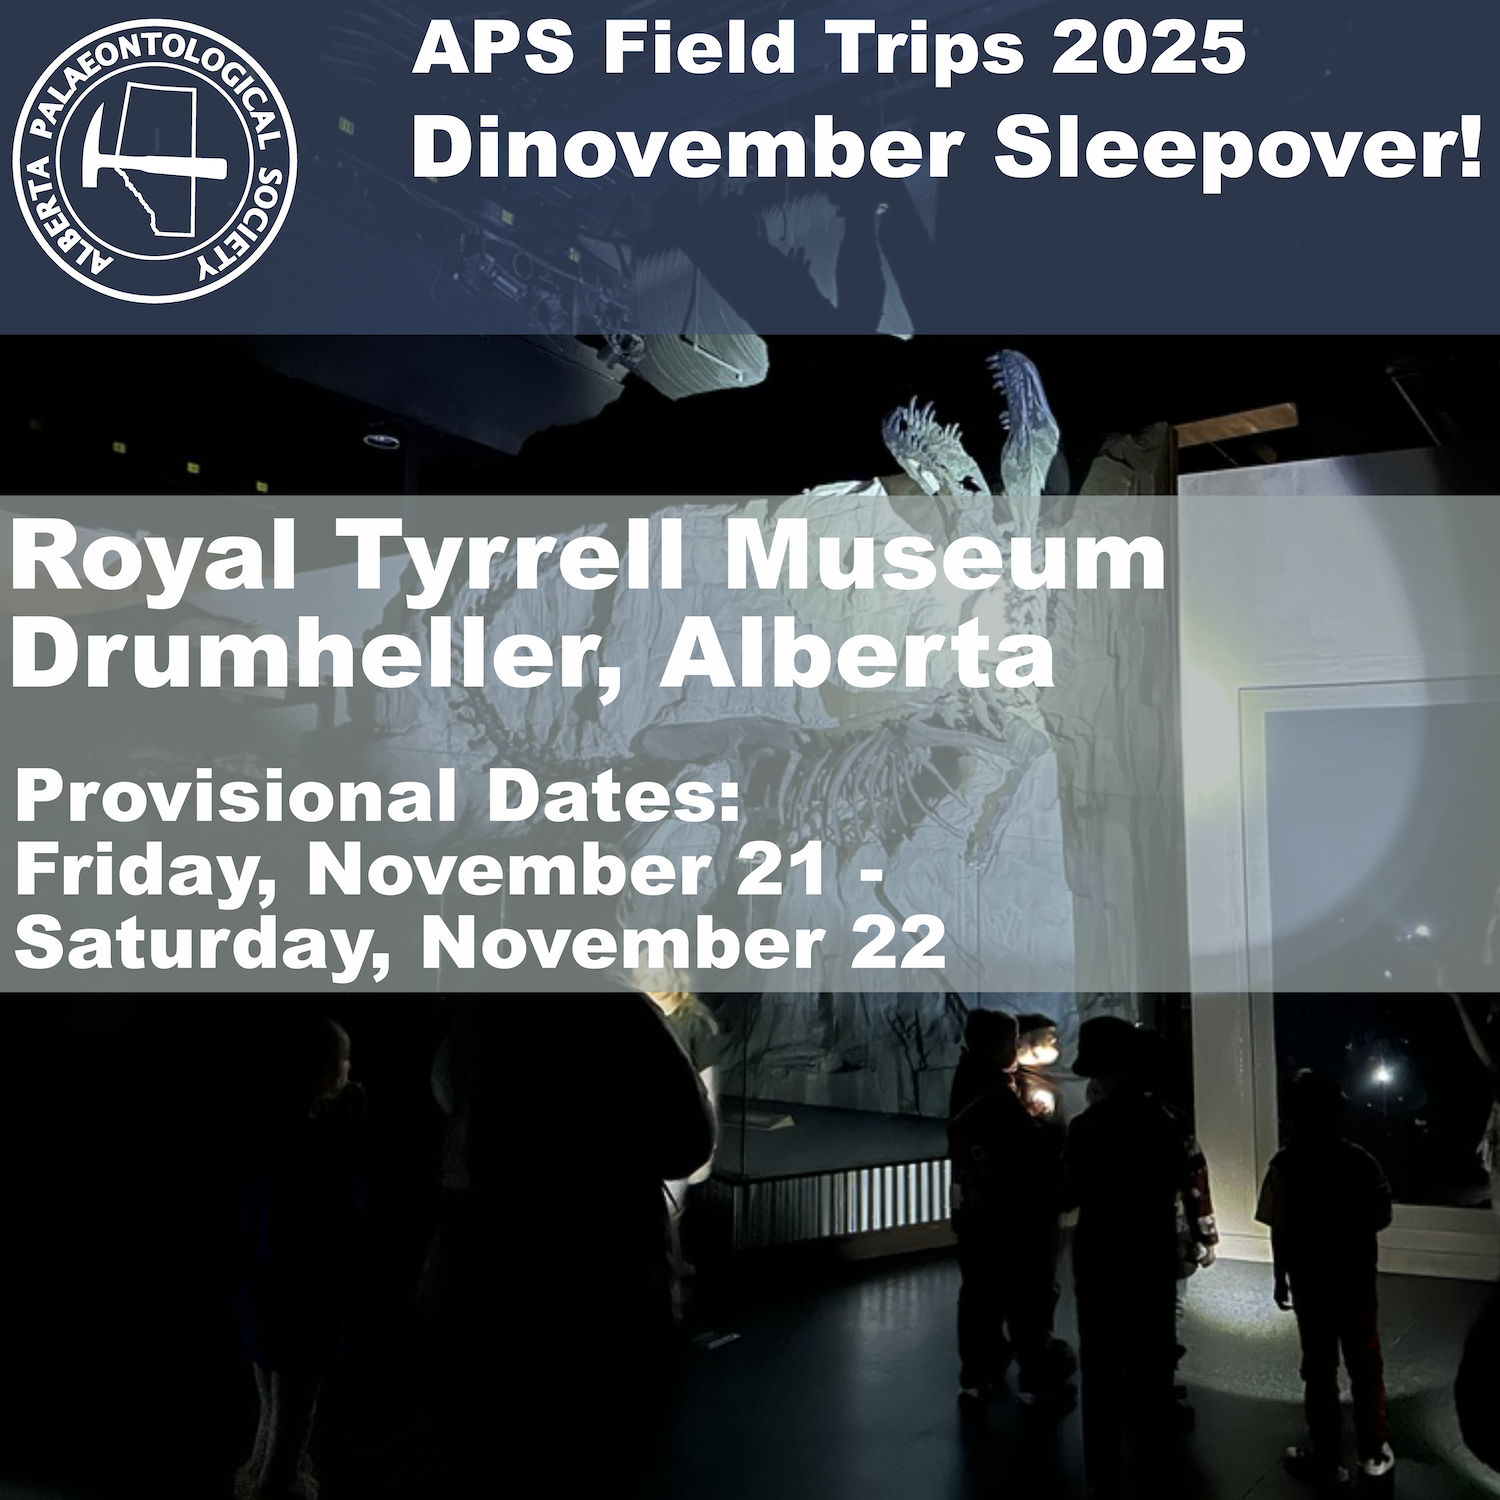 ALBERTA PALAEONTOLOGICAL SOCIETY
APS Field Trips 2025
Dinovember Sleepover!
Royal Tyrrell Museum
Drumheller, Alberta
Provisional Dates:
Friday, November 21 -
Saturday, November 22